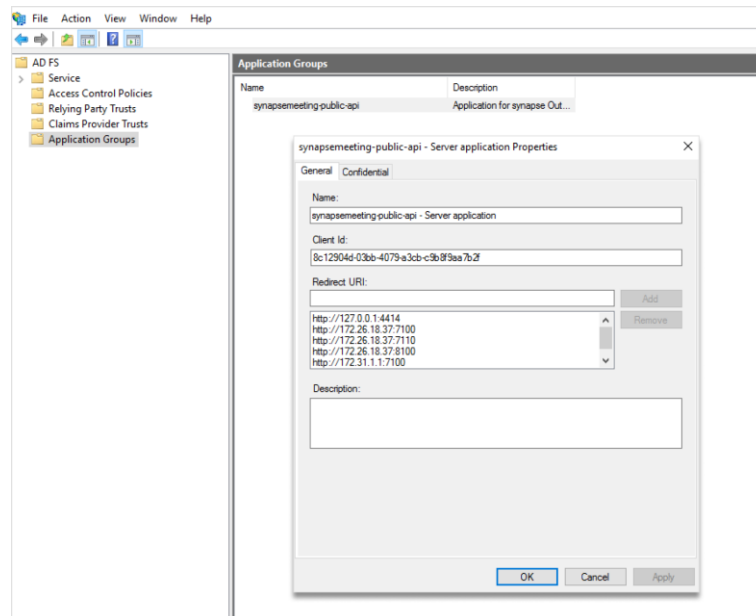 File Action View Window Help
AD FS
Service
Access Control Policies
Relying Party Trusts
Claims Provider Trusts
Application Groups
Application Groups
Name Description
synapsemeeting-public-api Application for synapse Out...
synapsemeeting-public-api - Server application Properties
General Confidential
Name:
synapsemeeting-public-api - Server application
Client Id:
8c12904d-03bb-4079-a3cb-c9b8f9aa7b2f
Redirect URI:
Add
http://127.0.0.1:4414
Remove
http://172.26.18.37:7100
http://172.26.18.37:7110
http://172.26.18.37:8100
http://172.31.1.1:7100
Description:
OK Cancel Apply